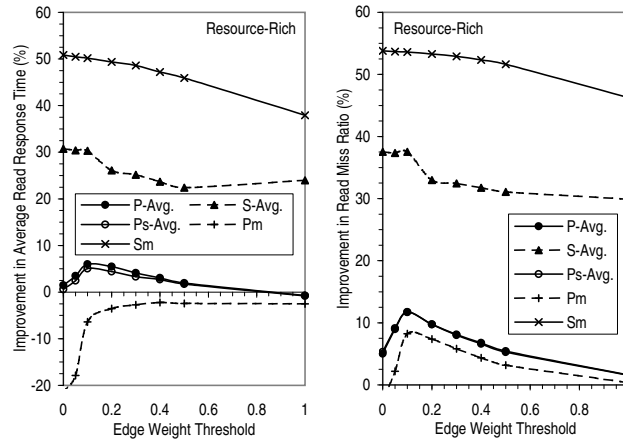 Resource-Rich
60
50
40
30
20
10
0
-10
-20
Improvement in Average Read Response Time (%)
P-Avg.
S-Avg.
Ps-Avg.
Pm
Sm
0
0.2
0.4
0.6
0.8
1
Edge Weight Threshold
Resource-Rich
60
50
40
30
20
10
0
Improvement in Read Miss Ratio (%)
P-Avg.
S-Avg.
Ps-Avg.
Pm
Sm
0
0.2
0.4
0.6
0.8
Edge Weight Threshold